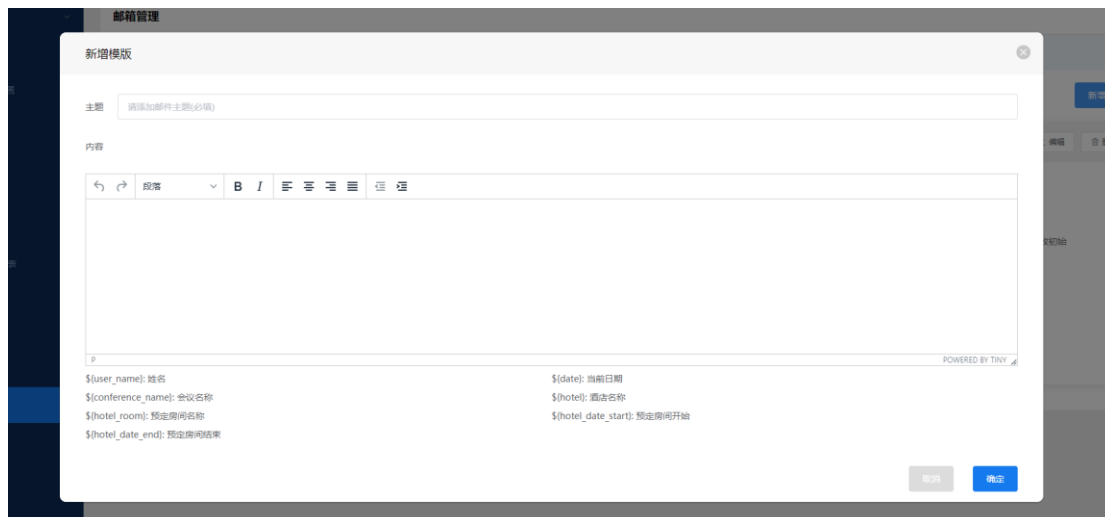 邮箱管理
新增模版
主题 请添加邮件主题(必填)
新增
内容
编辑
段落 B I
改初始
P POWERED BY TINY
${user_name}: 姓名 ${date}: 当前日期
${conference_name}: 会议名称 ${hotel}: 酒店名称
${hotel_room}: 预定房间名称 ${hotel_date_start}: 预定房间开始
${hotel_date_end}: 预定房间结束
取消 确定